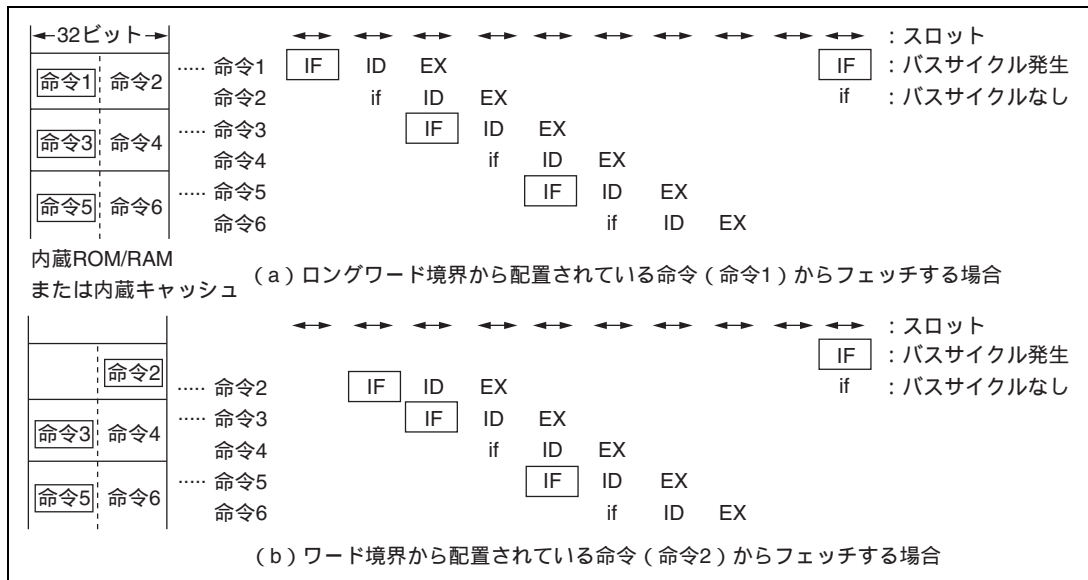 32ビット
：スロット
命令1 命令2 ····· 命令1 IF ID EX IF ：バスサイクル発生
命令2 if ID EX if ：バスサイクルなし
命令3 命令4 ····· 命令3 IF ID EX
命令4 if ID EX
命令5 命令6 ····· 命令5 IF ID EX
命令6 if ID EX
内蔵ROM/RAM
または内蔵キャッシュ
（a）ロングワード境界から配置されている命令（命令1）からフェッチする場合
：スロット
IF ：バスサイクル発生
命令2 ····· 命令2 IF ID EX if ：バスサイクルなし
命令3 命令4 ····· 命令3 IF ID EX
命令4 if ID EX
命令5 命令6 ····· 命令5 IF ID EX
命令6 if ID EX
（b）ワード境界から配置されている命令（命令2）からフェッチする場合